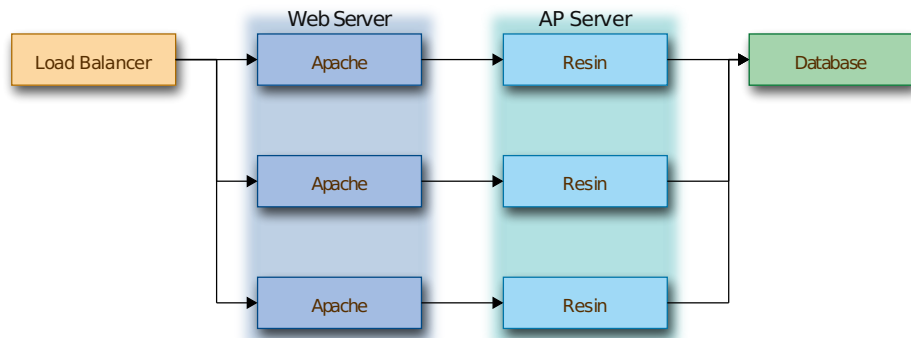 Web Server
AP Server
Load Balancer
Apache
Resin
Database
Apache
Resin
Apache
Resin